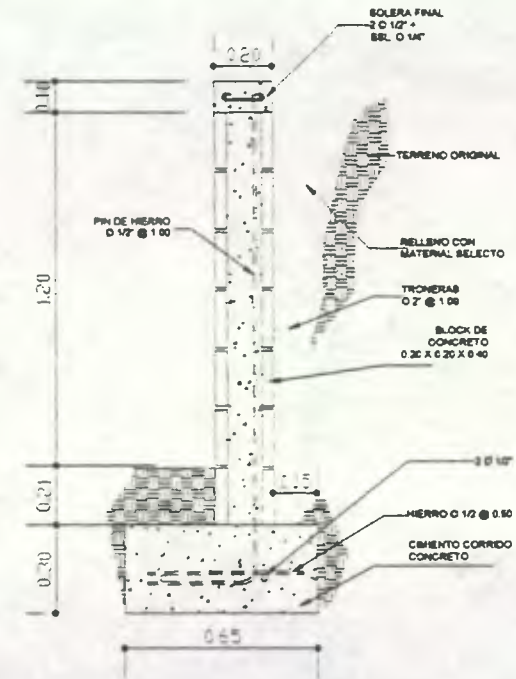 SOLERA FINAL
2 O 1/2" +
ESL O 1/4"
0.20
0.10
TERRENO ORIGINAL
PIN DE HIERRO
O 1/2" @ 1.00
RELLENO CON
MATERIAL SELECTO
1.20
TRONERAS
O 2" @ 1.00
BLOCK DE
CONCRETO
0.20 X 0.20 X 0.40
0.21
HIERRO O 1/2 @ 0.50
0.30
CIMIENTO CORRIDO
CONCRETO
0.65